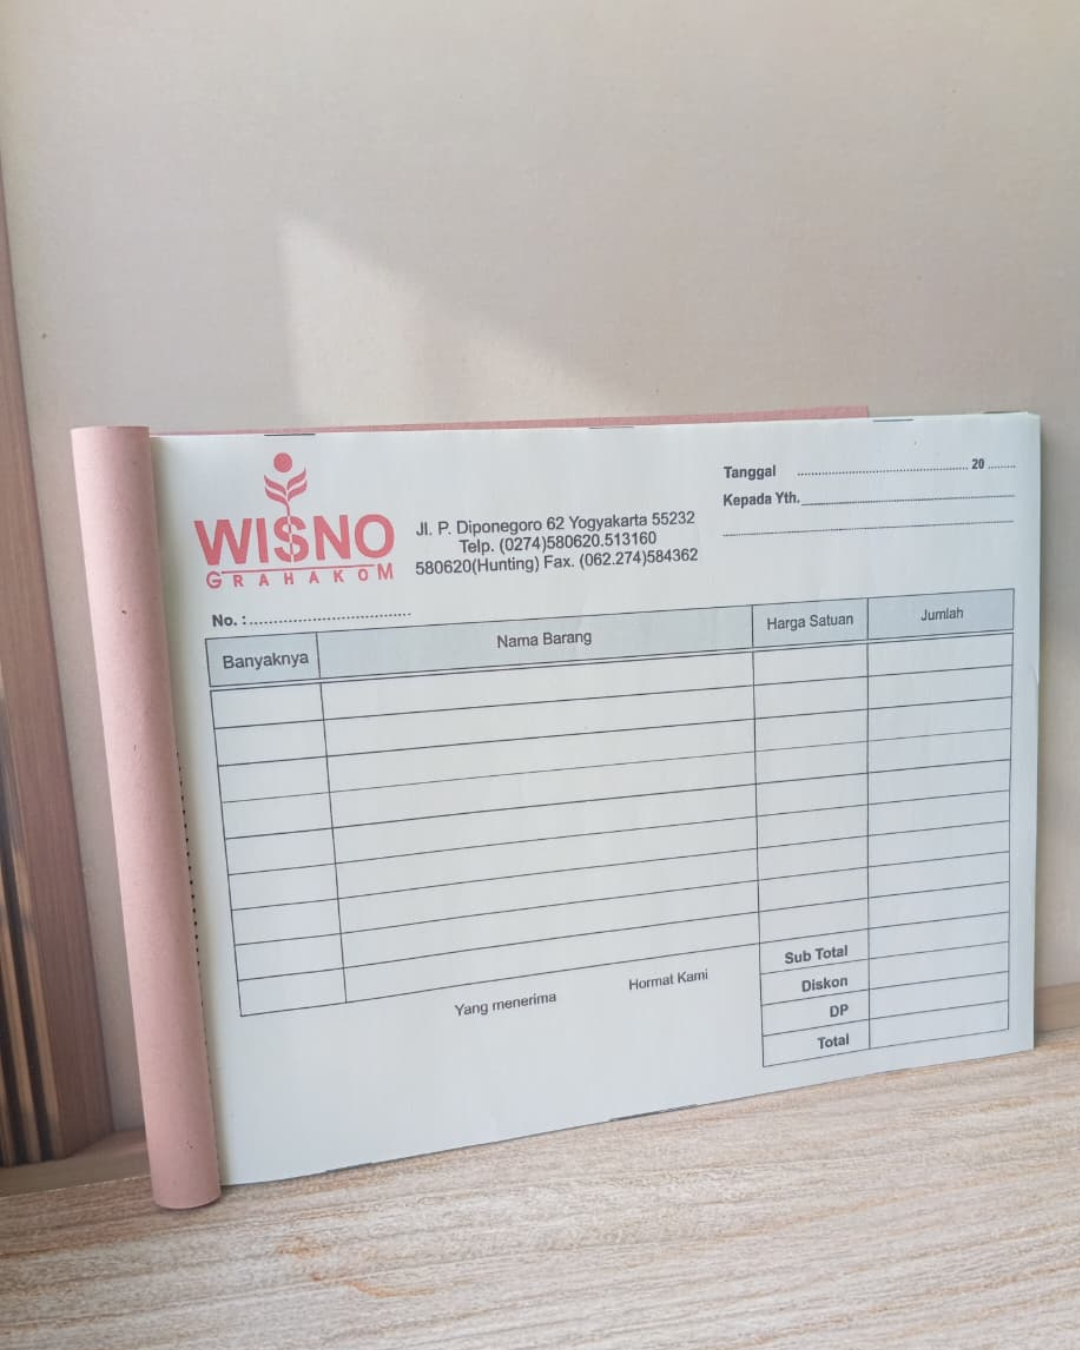 WISNO
GRAHAKOM
Jl. P. Diponegoro 62 Yogyakarta 55232
Telp. (0274)580620.513160
580620(Hunting) Fax. (062.274)584362
Tanggal ........................................................ 20 ........
Kepada Yth.
No. : ..................................
Banyaknya Nama Barang Harga Satuan Jumlah
Yang menerima Hormat Kami
Sub Total
Diskon
DP
Total